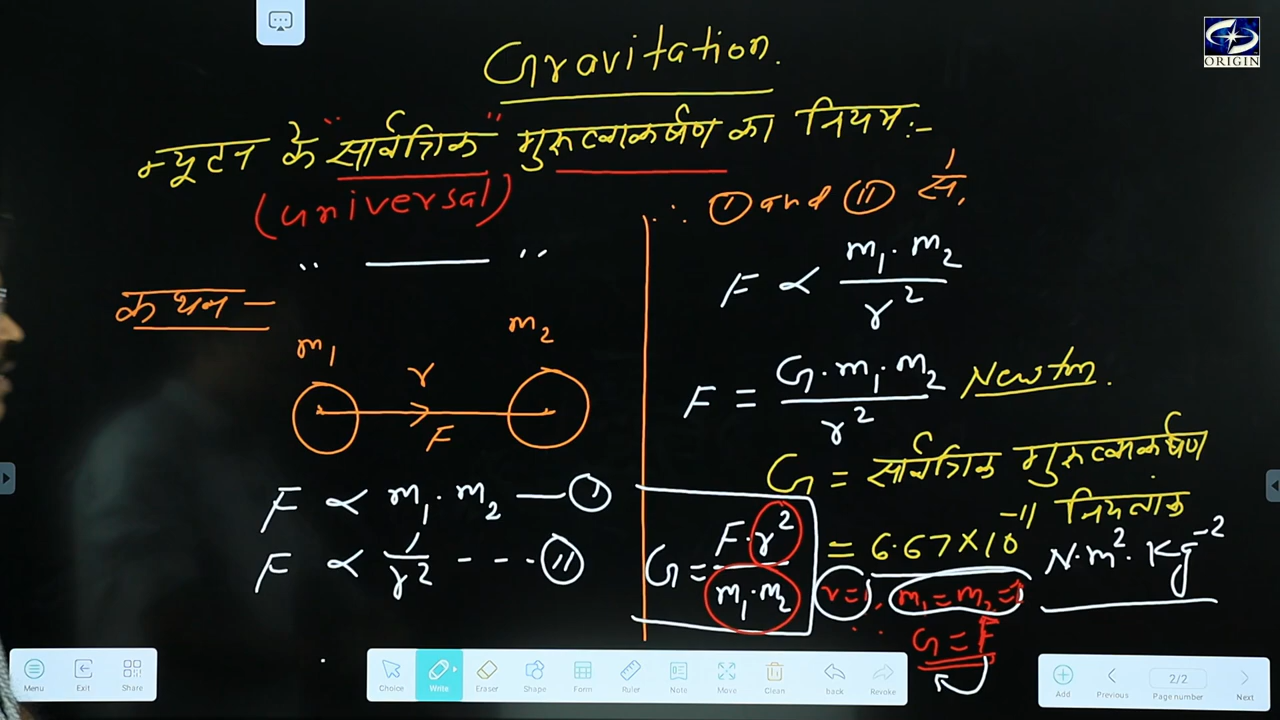 ORIGIN
Gravitation.
न्यूटन के "सार्वत्रिक" गुरुत्वाकर्षण का नियम:-
(universal)
" — "
कथन -
m₁ m₂
r
F
F ∝ m₁·m₂ — (I)
F ∝ 1/r² - - - (II)
∴ (I) and (II) से,
F ∝ m₁·m₂/r²
F = G·m₁·m₂/r² Newton.
G = सार्वत्रिक गुरुत्वाकर्षण
नियतांक
G = F·r²/m₁·m₂ = 6.67×10⁻¹¹ N·m²·Kg⁻²
r=1, m₁=m₂=1
∴ G = F
Menu Exit Share
Choice Write Eraser Shape Form Ruler Note Move Clean back Revoke
Add Previous 2/2 Page number Next